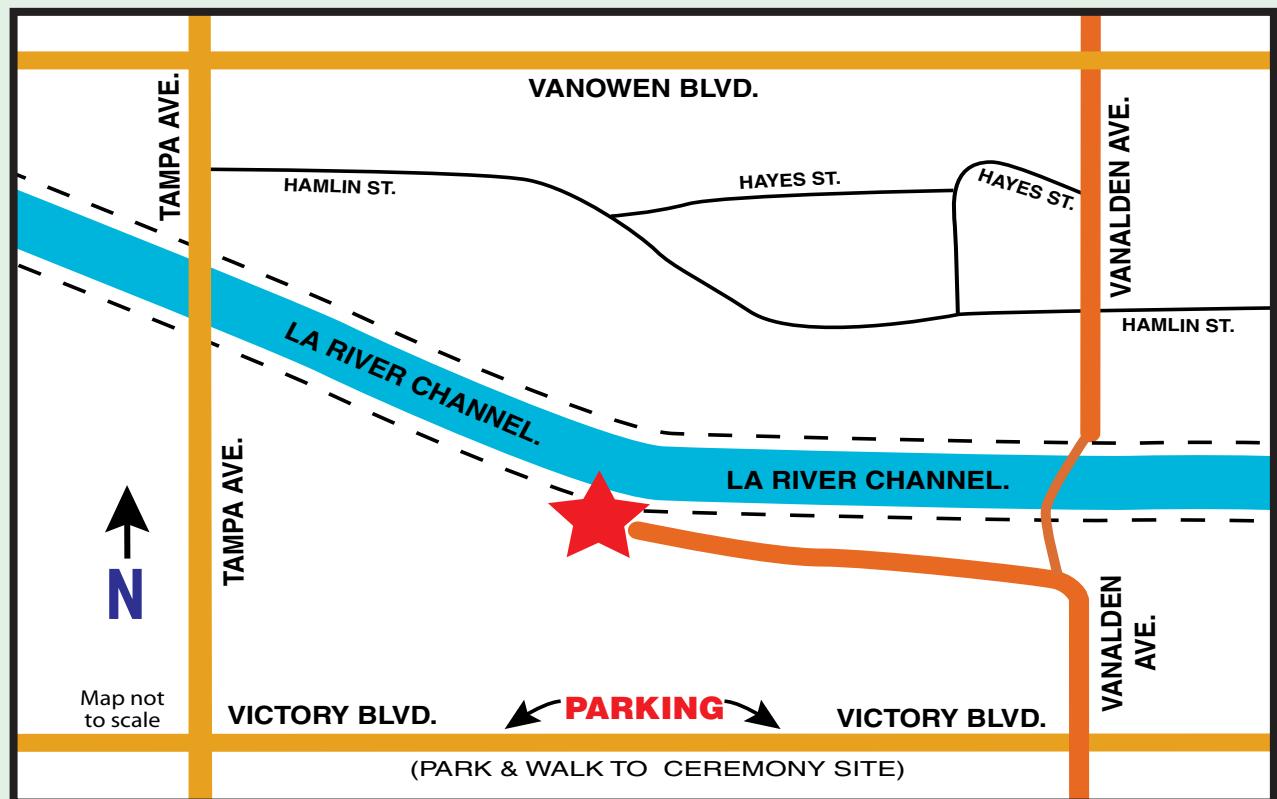 VANOWEN BLVD.
TAMPA AVE.
VANALDEN AVE.
HAMLIN ST.
HAYES ST.
HAYES ST.
HAMLIN ST.
LA RIVER CHANNEL.
LA RIVER CHANNEL.
TAMPA AVE.
N
VANALDEN
AVE.
Map not
to scale
VICTORY BLVD.
PARKING
VICTORY BLVD.
(PARK & WALK TO CEREMONY SITE)